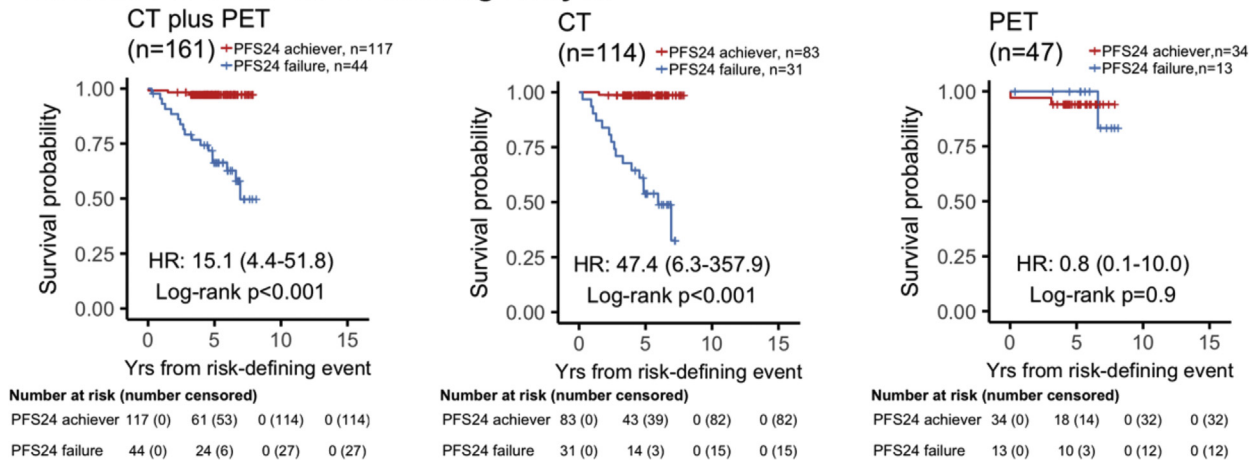 CT plus PET
(n=161)
PFS24 achiever, n=117
PFS24 failure, n=44
Survival probability
1.00
0.75
0.50
0.25
0.00
HR: 15.1 (4.4-51.8)
Log-rank p<0.001
0 5 10 15
Yrs from risk-defining event
Number at risk (number censored)
PFS24 achiever 117 (0) 61 (53) 0 (114) 0 (114)
PFS24 failure 44 (0) 24 (6) 0 (27) 0 (27)
CT
(n=114)
PFS24 achiever, n=83
PFS24 failure, n=31
Survival probability
1.00
0.75
0.50
0.25
0.00
HR: 47.4 (6.3-357.9)
Log-rank p<0.001
0 5 10 15
Yrs from risk-defining event
Number at risk (number censored)
PFS24 achiever 83 (0) 43 (39) 0 (82) 0 (82)
PFS24 failure 31 (0) 14 (3) 0 (15) 0 (15)
PET
(n=47)
PFS24 achiever,n=34
PFS24 failure,n=13
Survival probability
1.00
0.75
0.50
0.25
0.00
HR: 0.8 (0.1-10.0)
Log-rank p=0.9
0 5 10 15
Yrs from risk-defining event
Number at risk (number censored)
PFS24 achiever 34 (0) 18 (14) 0 (32) 0 (32)
PFS24 failure 13 (0) 10 (3) 0 (12) 0 (12)